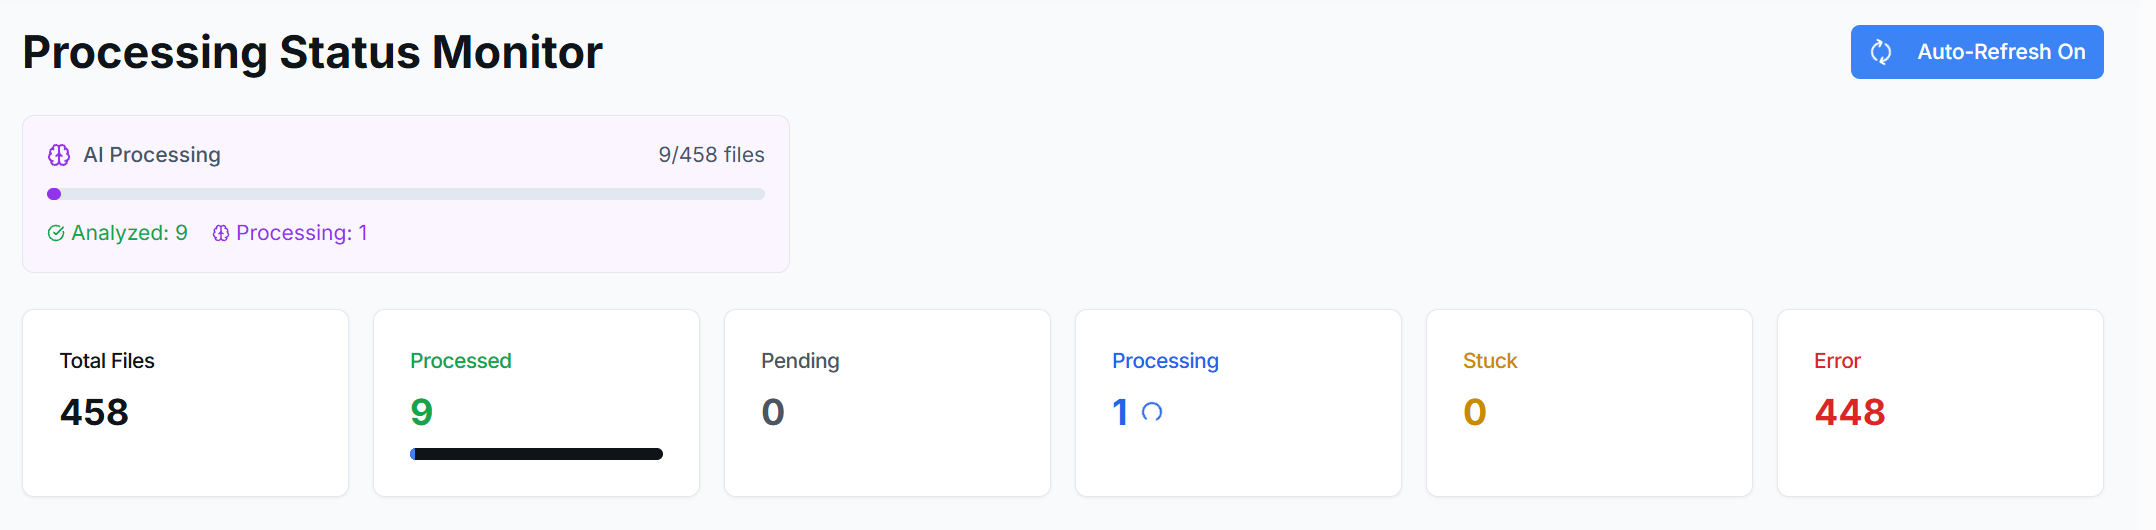 Processing Status Monitor
Auto-Refresh On
AI Processing
9/458 files
Analyzed: 9
Processing: 1
Total Files
458
Processed
9
Pending
0
Processing
1
Stuck
0
Error
448